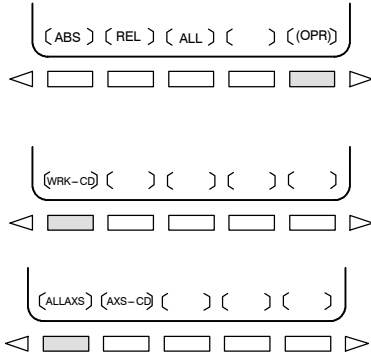 [ABS] [REL] [ALL] [ ] [(OPR)]
[WRK–CD] [ ] [ ] [ ] [ ]
[ALLAXS] [AXS–CD] [ ] [ ] [ ]